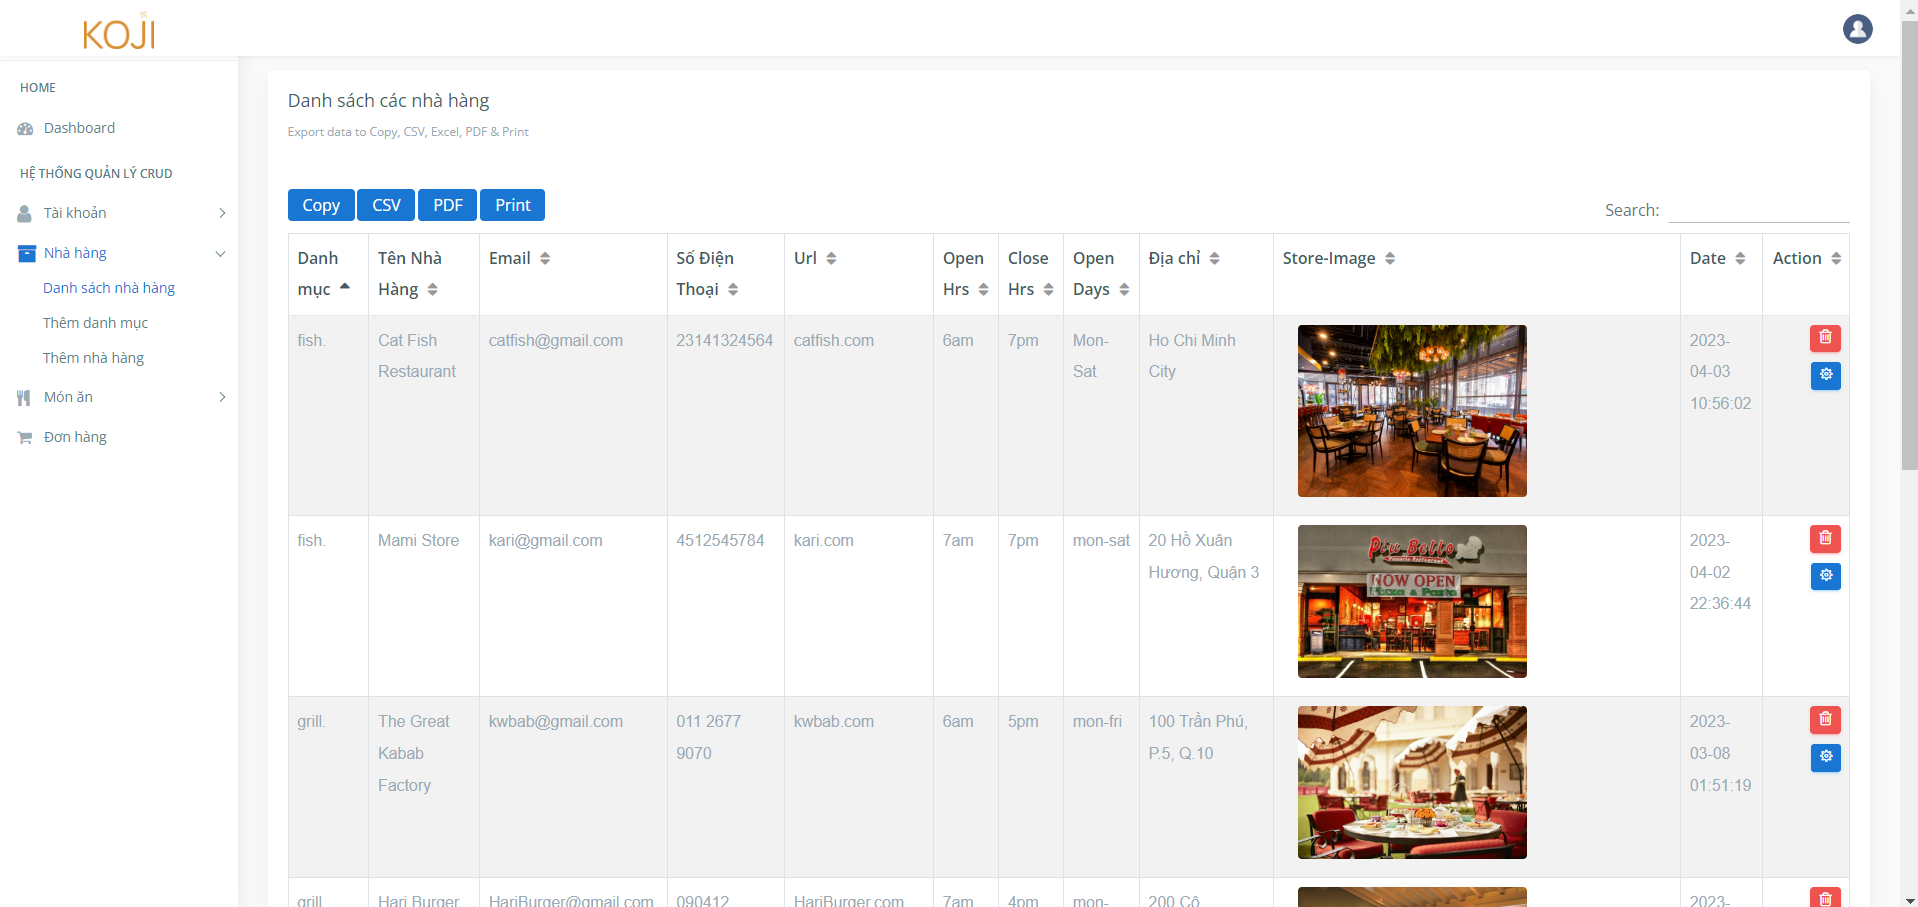 KOJI
HOME
Dashboard
HỆ THỐNG QUẢN LÝ CRUD
Tài khoản
Nhà hàng
Danh sách nhà hàng
Thêm danh mục
Thêm nhà hàng
Món ăn
Đơn hàng
Danh sách các nhà hàng
Export data to Copy, CSV, Excel, PDF & Print
Copy CSV PDF Print
Search:
Danh mục Tên Nhà Hàng Email Số Điện Thoại Url Open Hrs Close Hrs Open Days Địa chỉ Store-Image Date Action
fish. Cat Fish Restaurant catfish@gmail.com 23141324564 catfish.com 6am 7pm Mon-Sat Ho Chi Minh City 2023-04-03 10:56:02
fish. Mami Store kari@gmail.com 4512545784 kari.com 7am 7pm mon-sat 20 Hồ Xuân Hương, Quận 3 2023-04-02 22:36:44
Piu Bello
NOW OPEN
Pizza & Pasta
grill. The Great Kabab Factory kwbab@gmail.com 011 2677 9070 kwbab.com 6am 5pm mon-fri 100 Trần Phú, P.5, Q.10 2023-03-08 01:51:19
grill. Hari Burger HariBurger@gmail.com 090412 HariBurger.com 7am 4pm mon- 200 Cô 2023-